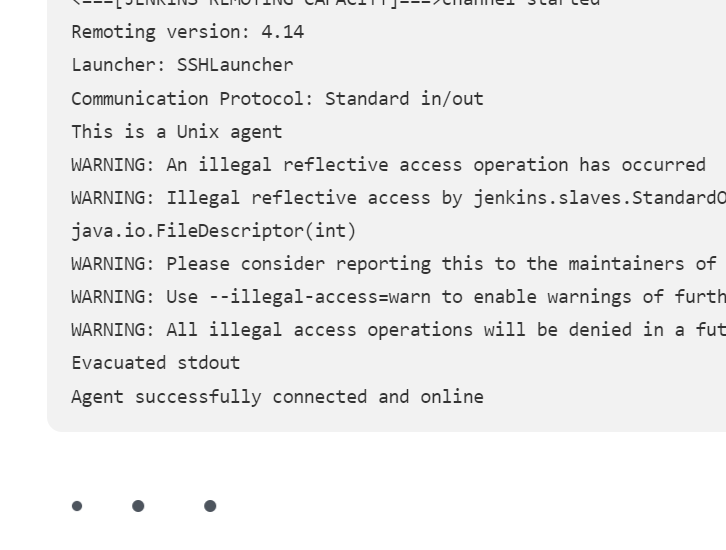 <===[JENKINS REMOTING CAPACITY]===>channel started
Remoting version: 4.14
Launcher: SSHLauncher
Communication Protocol: Standard in/out
This is a Unix agent
WARNING: An illegal reflective access operation has occurred
WARNING: Illegal reflective access by jenkins.slaves.StandardO
java.io.FileDescriptor(int)
WARNING: Please consider reporting this to the maintainers of
WARNING: Use --illegal-access=warn to enable warnings of furth
WARNING: All illegal access operations will be denied in a fut
Evacuated stdout
Agent successfully connected and online